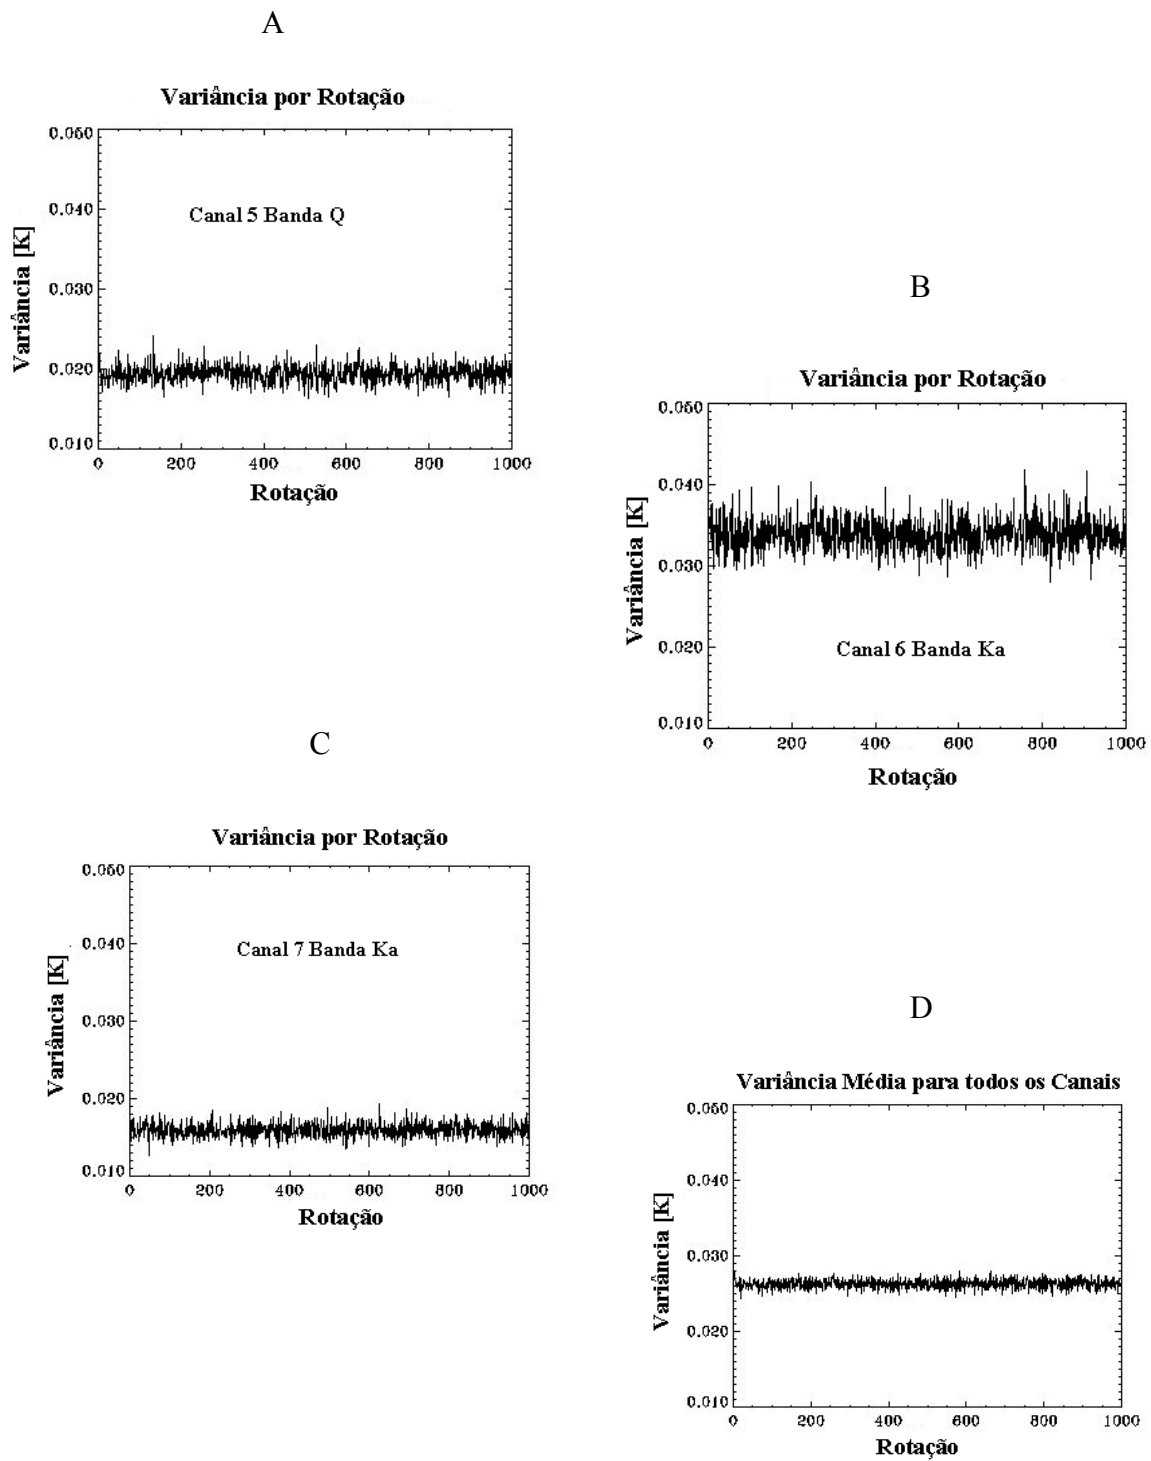 A
Variância por Rotação
0.050
0.040
0.030
0.020
0.010
Variância [K]
Canal 5 Banda Q
0 200 400 600 800 1000
Rotação
B
Variância por Rotação
0.050
0.040
0.030
0.020
0.010
Variância [K]
Canal 6 Banda Ka
0 200 400 600 800 1000
Rotação
C
Variância por Rotação
0.050
0.040
0.030
0.020
0.010
Variância [K]
Canal 7 Banda Ka
0 200 400 600 800 1000
Rotação
D
Variância Média para todos os Canais
0.050
0.040
0.030
0.020
0.010
Variância [K]
0 200 400 600 800 1000
Rotação